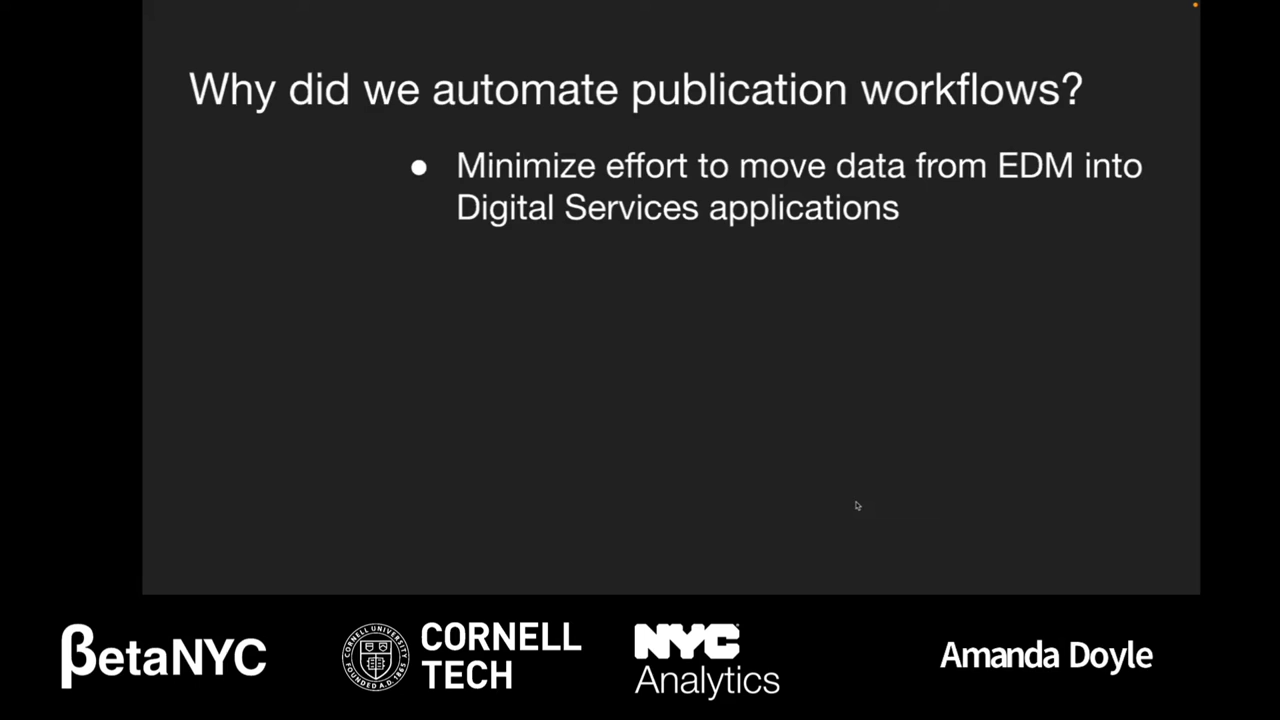 Why did we automate publication workflows?
● Minimize effort to move data from EDM into
Digital Services applications
βetaNYC
CORNELL UNIVERSITY
FOUNDED A.D. 1865
CORNELL
TECH
NYC
Analytics
Amanda Doyle